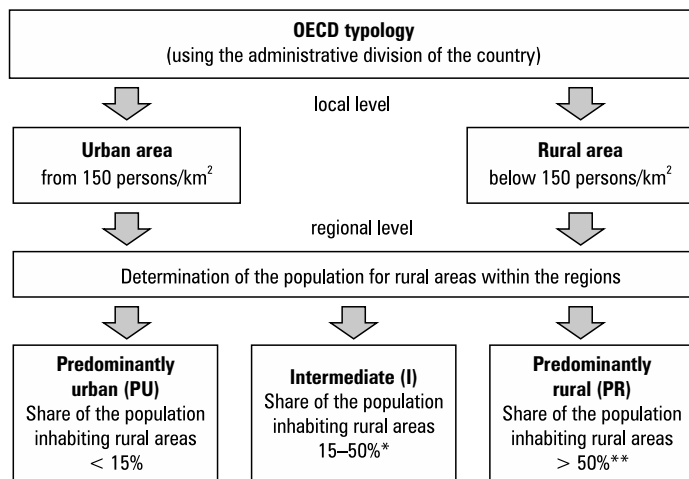 OECD typology
(using the administrative division of the country)
local level
Urban area
from 150 persons/km²
Rural area
below 150 persons/km²
regional level
Determination of the population for rural areas within the regions
Predominantly
urban (PU)
Share of the population
inhabiting rural areas
< 15%
Intermediate (I)
Share of the population
inhabiting rural areas
15–50%*
Predominantly
rural (PR)
Share of the population
inhabiting rural areas
> 50%**